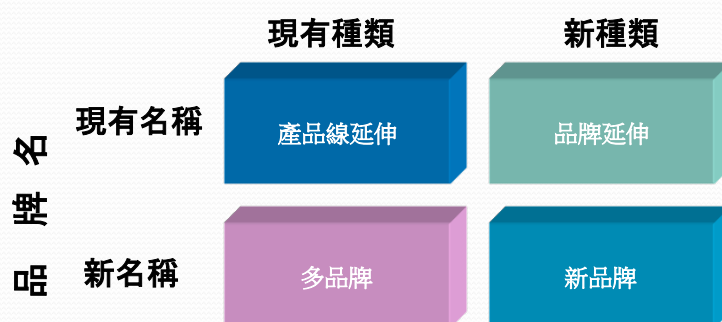 現有種類
新種類
現有名稱
產品線延伸
品牌延伸
品牌名
新名稱
多品牌
新品牌